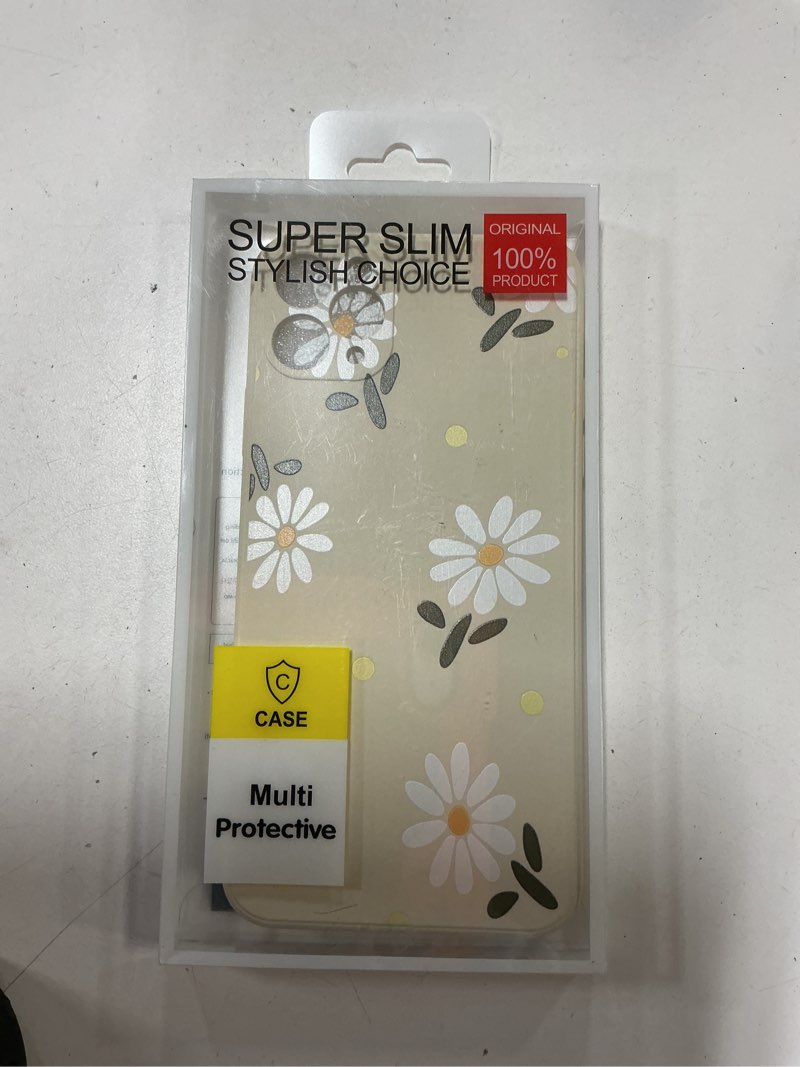 SUPER SLIM
STYLISH CHOICE
ORIGINAL
100%
PRODUCT
C
CASE
Multi
Protective